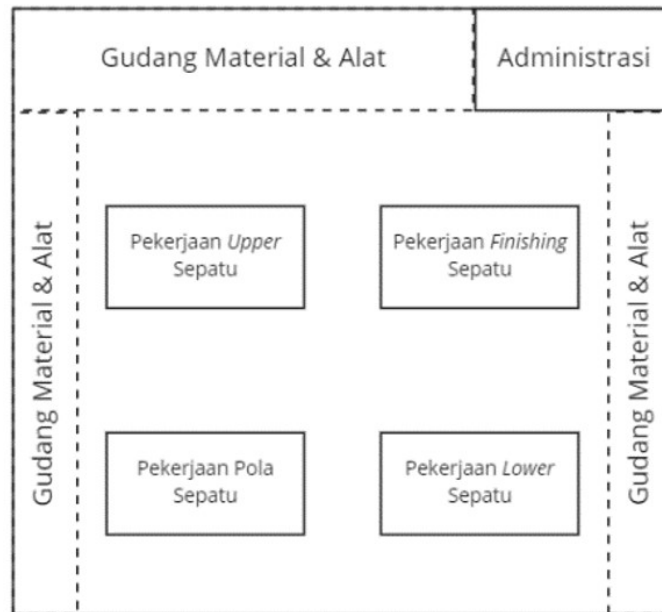 Gudang Material & Alat
Administrasi
Gudang Material & Alat
Pekerjaan Upper
Sepatu
Pekerjaan Finishing
Sepatu
Gudang Material & Alat
Pekerjaan Pola
Sepatu
Pekerjaan Lower
Sepatu